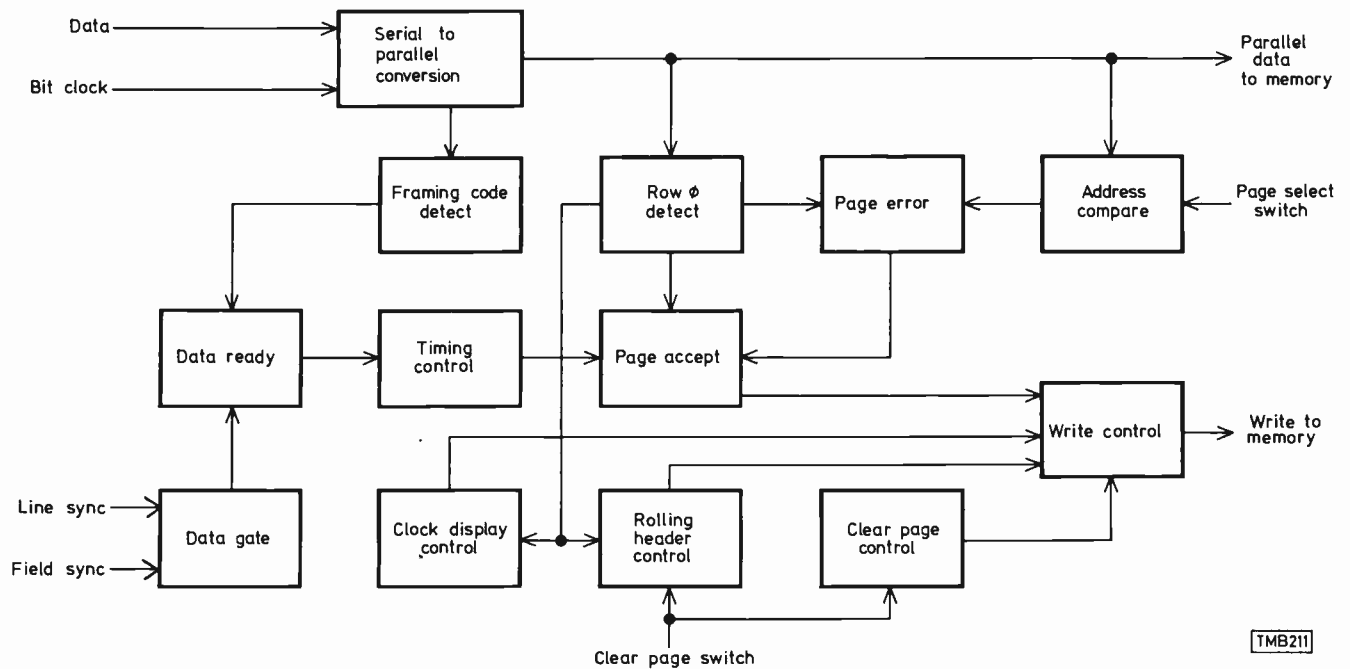 Data
Bit clock
Serial to
parallel
conversion
Parallel
data
to memory
Framing code
detect
Row φ
detect
Page error
Address
compare
Page select
switch
Data ready
Timing
control
Page accept
Write control
Write to
memory
Line sync
Field sync
Data gate
Clock display
control
Rolling
header
control
Clear page
control
Clear page switch
TMB211